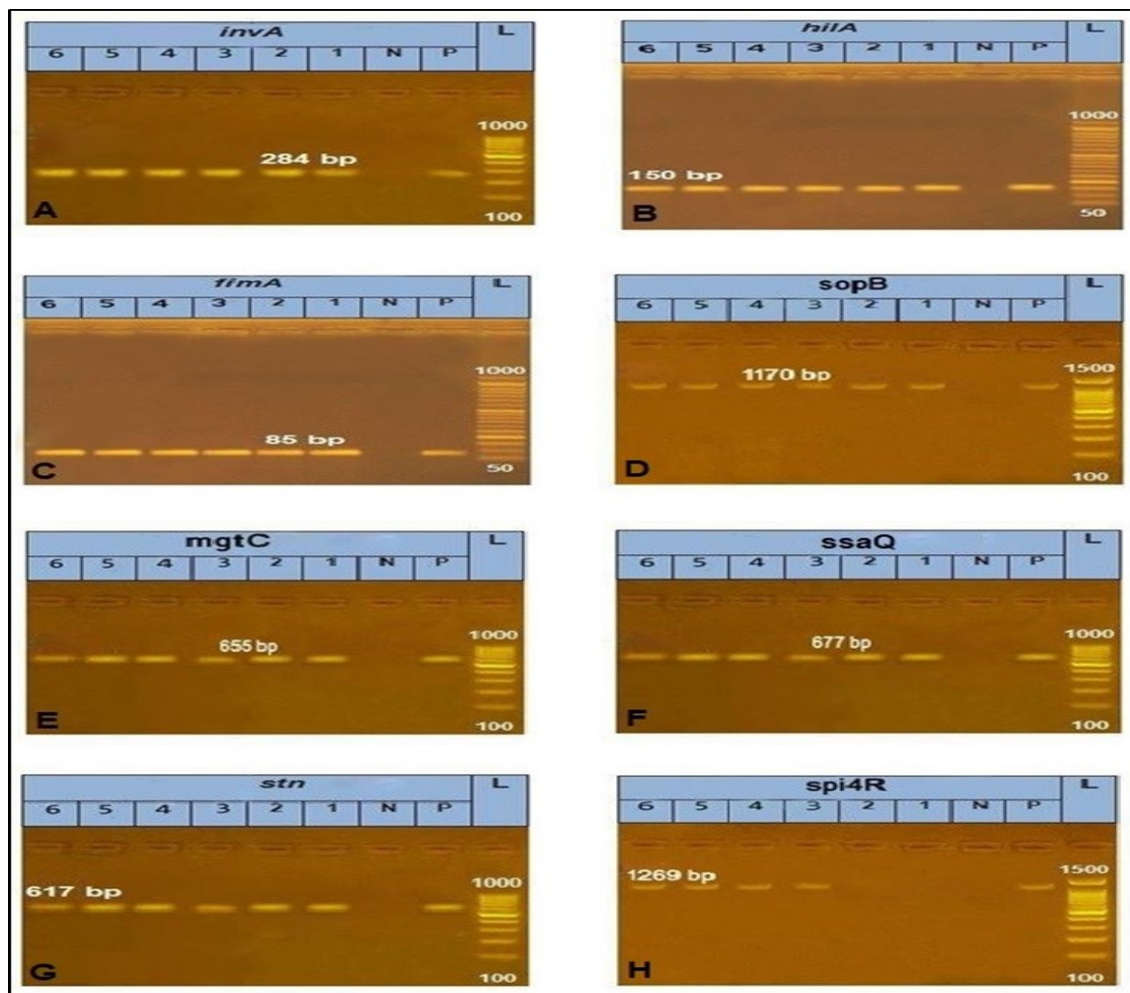 invA L
6 5 4 3 2 1 N P
1000
284 bp
A 100
hilA L
6 5 4 3 2 1 N P
1000
150 bp
B 50
fimA L
6 5 4 3 2 1 N P
1000
85 bp
C 50
sopB L
6 5 4 3 2 1 N P
1170 bp 1500
D 100
mgtC L
6 5 4 3 2 1 N P
1000
655 bp
E 100
ssaQ L
6 5 4 3 2 1 N P
1000
677 bp
F 100
stn L
6 5 4 3 2 1 N P
617 bp 1000
G 100
spi4R L
6 5 4 3 2 1 N P
1269 bp 1500
H 100